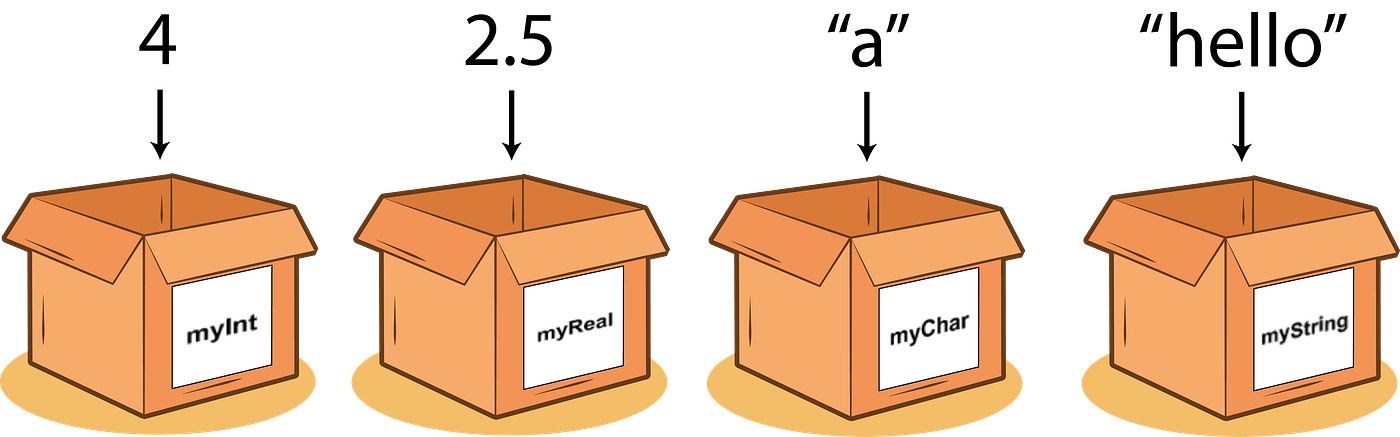 4
2.5
“a”
“hello”
myInt
myReal
myChar
myString